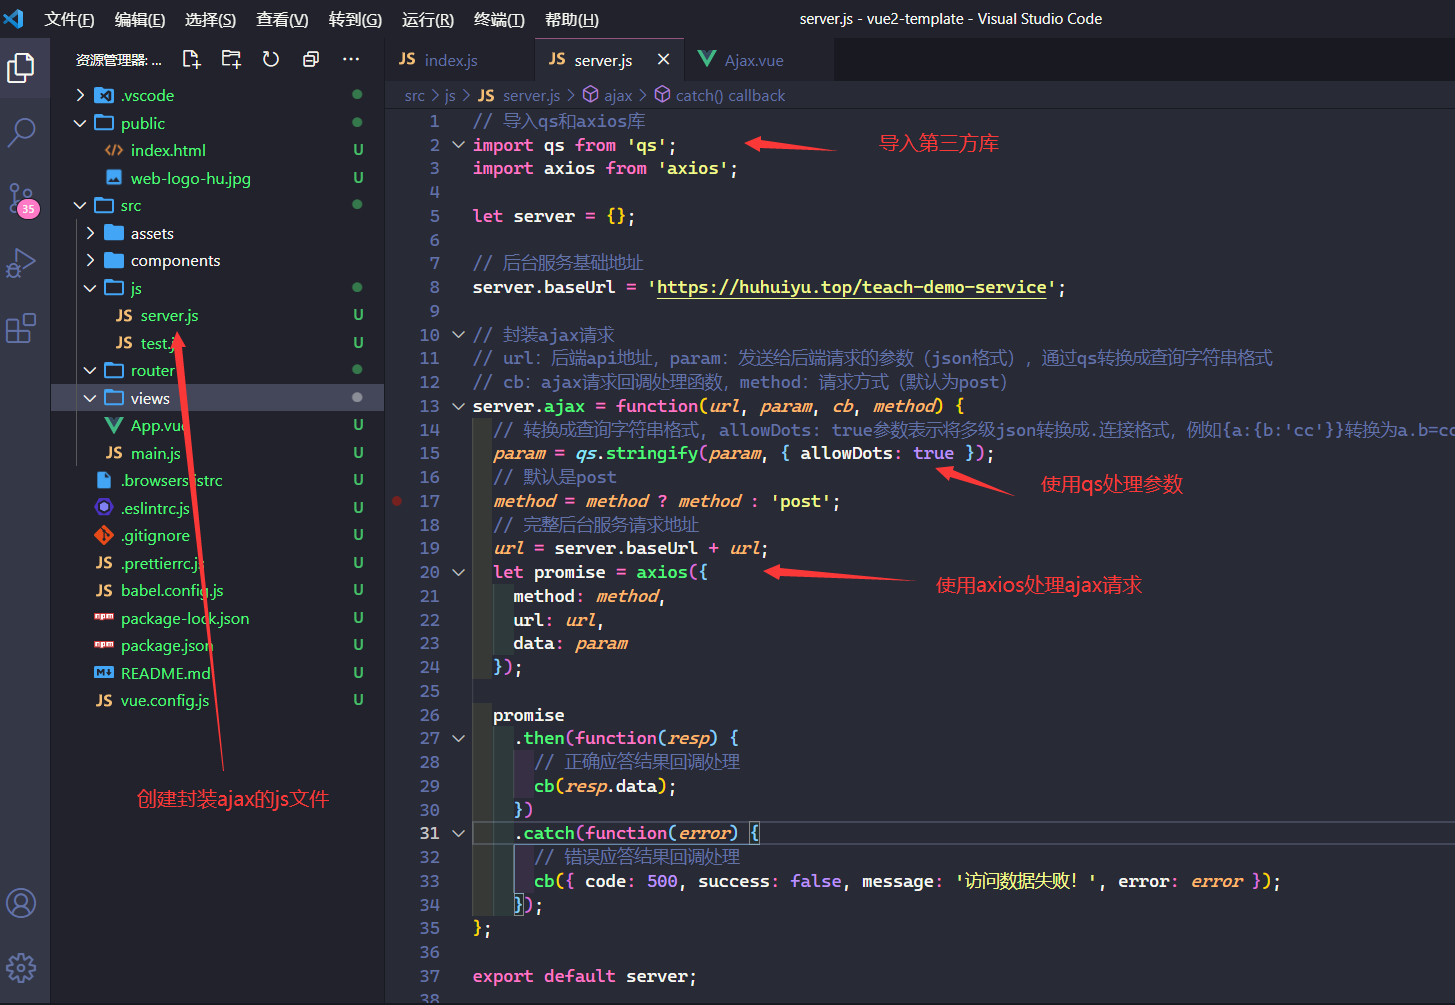 文件(F) 编辑(E) 选择(S) 查看(V) 转到(G) 运行(R) 终端(T) 帮助(H) server.js - vue2-template - Visual Studio Code
资源管理器: ...
JS index.js JS server.js Ajax.vue
src > js > JS server.js > ajax > catch() callback
.vscode
public
index.html U
web-logo-hu.jpg U
src
assets
components
js
JS server.js U
JS test.j U
router
views
App.vue U
JS main.js U
.browserslistrc U
.eslintrc.js U
.gitignore U
JS .prettierrc.js U
JS babel.config.js U
package-lock.json U
package.json U
README.md U
JS vue.config.js U
35
创建封装ajax的js文件
1 // 导入qs和axios库
2 import qs from 'qs'; 导入第三方库
3 import axios from 'axios';
4
5 let server = {};
6
7 // 后台服务基础地址
8 server.baseUrl = 'https://huhuiyu.top/teach-demo-service';
9
10 // 封装ajax请求
11 // url: 后端api地址, param: 发送给后端请求的参数（json格式）, 通过qs转换成查询字符串格式
12 // cb: ajax请求回调处理函数, method: 请求方式（默认为post）
13 server.ajax = function(url, param, cb, method) {
14 // 转换成查询字符串格式, allowDots: true参数表示将多级json转换成.连接格式, 例如{a:{b:'cc'}}转换为a.b=cc
15 param = qs.stringify(param, { allowDots: true });
16 // 默认是post 使用qs处理参数
17 method = method ? method : 'post';
18 // 完整后台服务请求地址
19 url = server.baseUrl + url;
20 let promise = axios({ 使用axios处理ajax请求
21 method: method,
22 url: url,
23 data: param
24 });
25
26 promise
27 .then(function(resp) {
28 // 正确应答结果回调处理
29 cb(resp.data);
30 })
31 .catch(function(error) {
32 // 错误应答结果回调处理
33 cb({ code: 500, success: false, message: '访问数据失败！', error: error });
34 });
35 };
36
37 export default server;
38